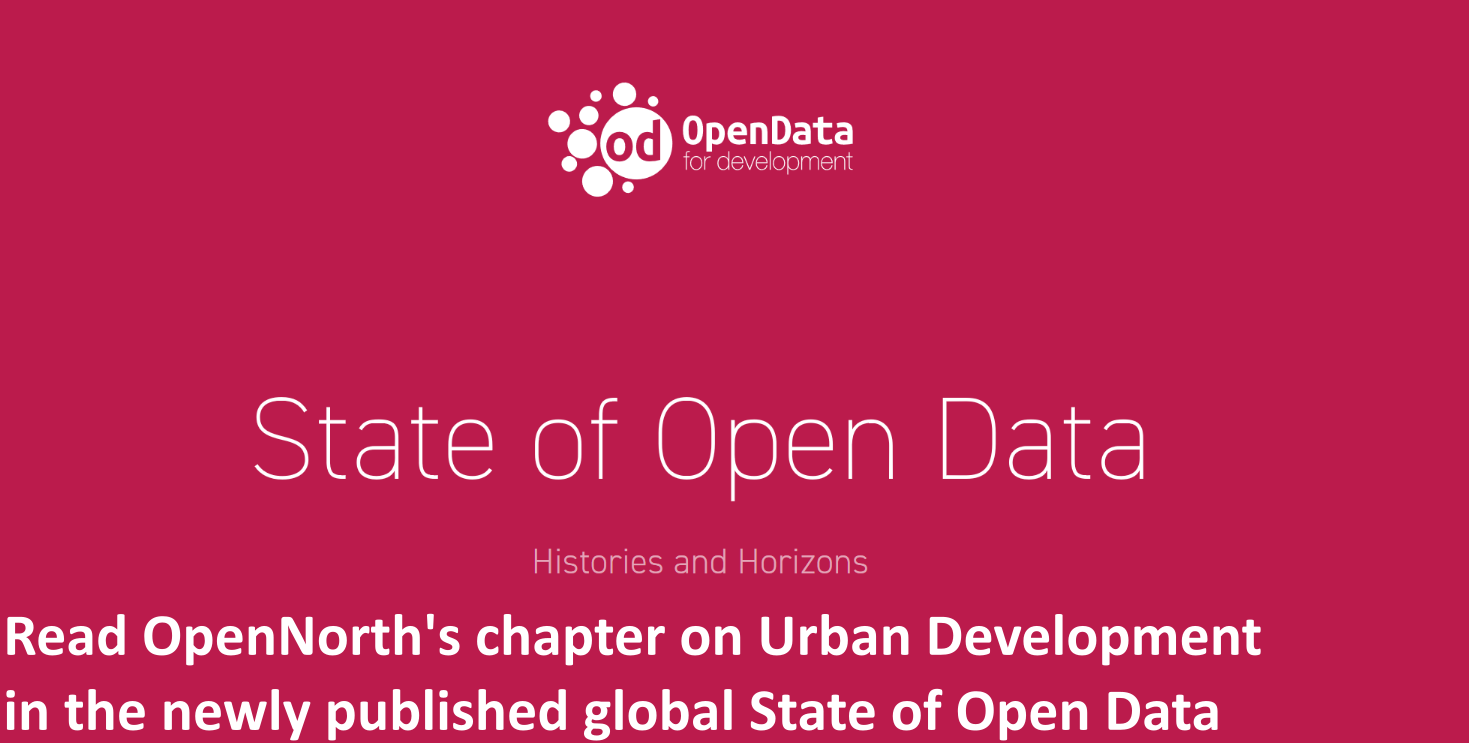 od OpenData
for development
State of Open Data
Histories and Horizons
Read OpenNorth's chapter on Urban Development
in the newly published global State of Open Data